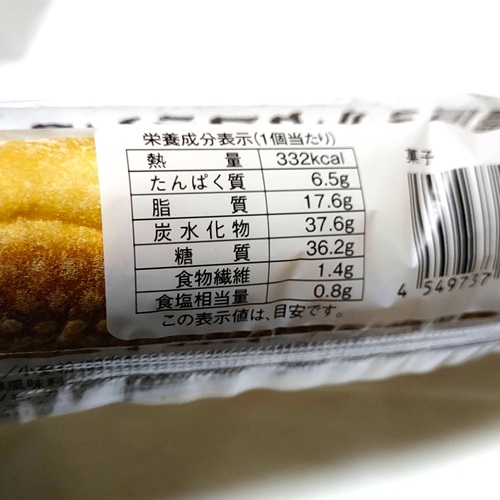 栄養成分表示(1個当たり)
熱量 332kcal
たんぱく質 6.5g
脂質 17.6g
炭水化物 37.6g
糖質 36.2g
食物繊維 1.4g
食塩相当量 0.8g
この表示値は、目安です。
菓子
4 549737